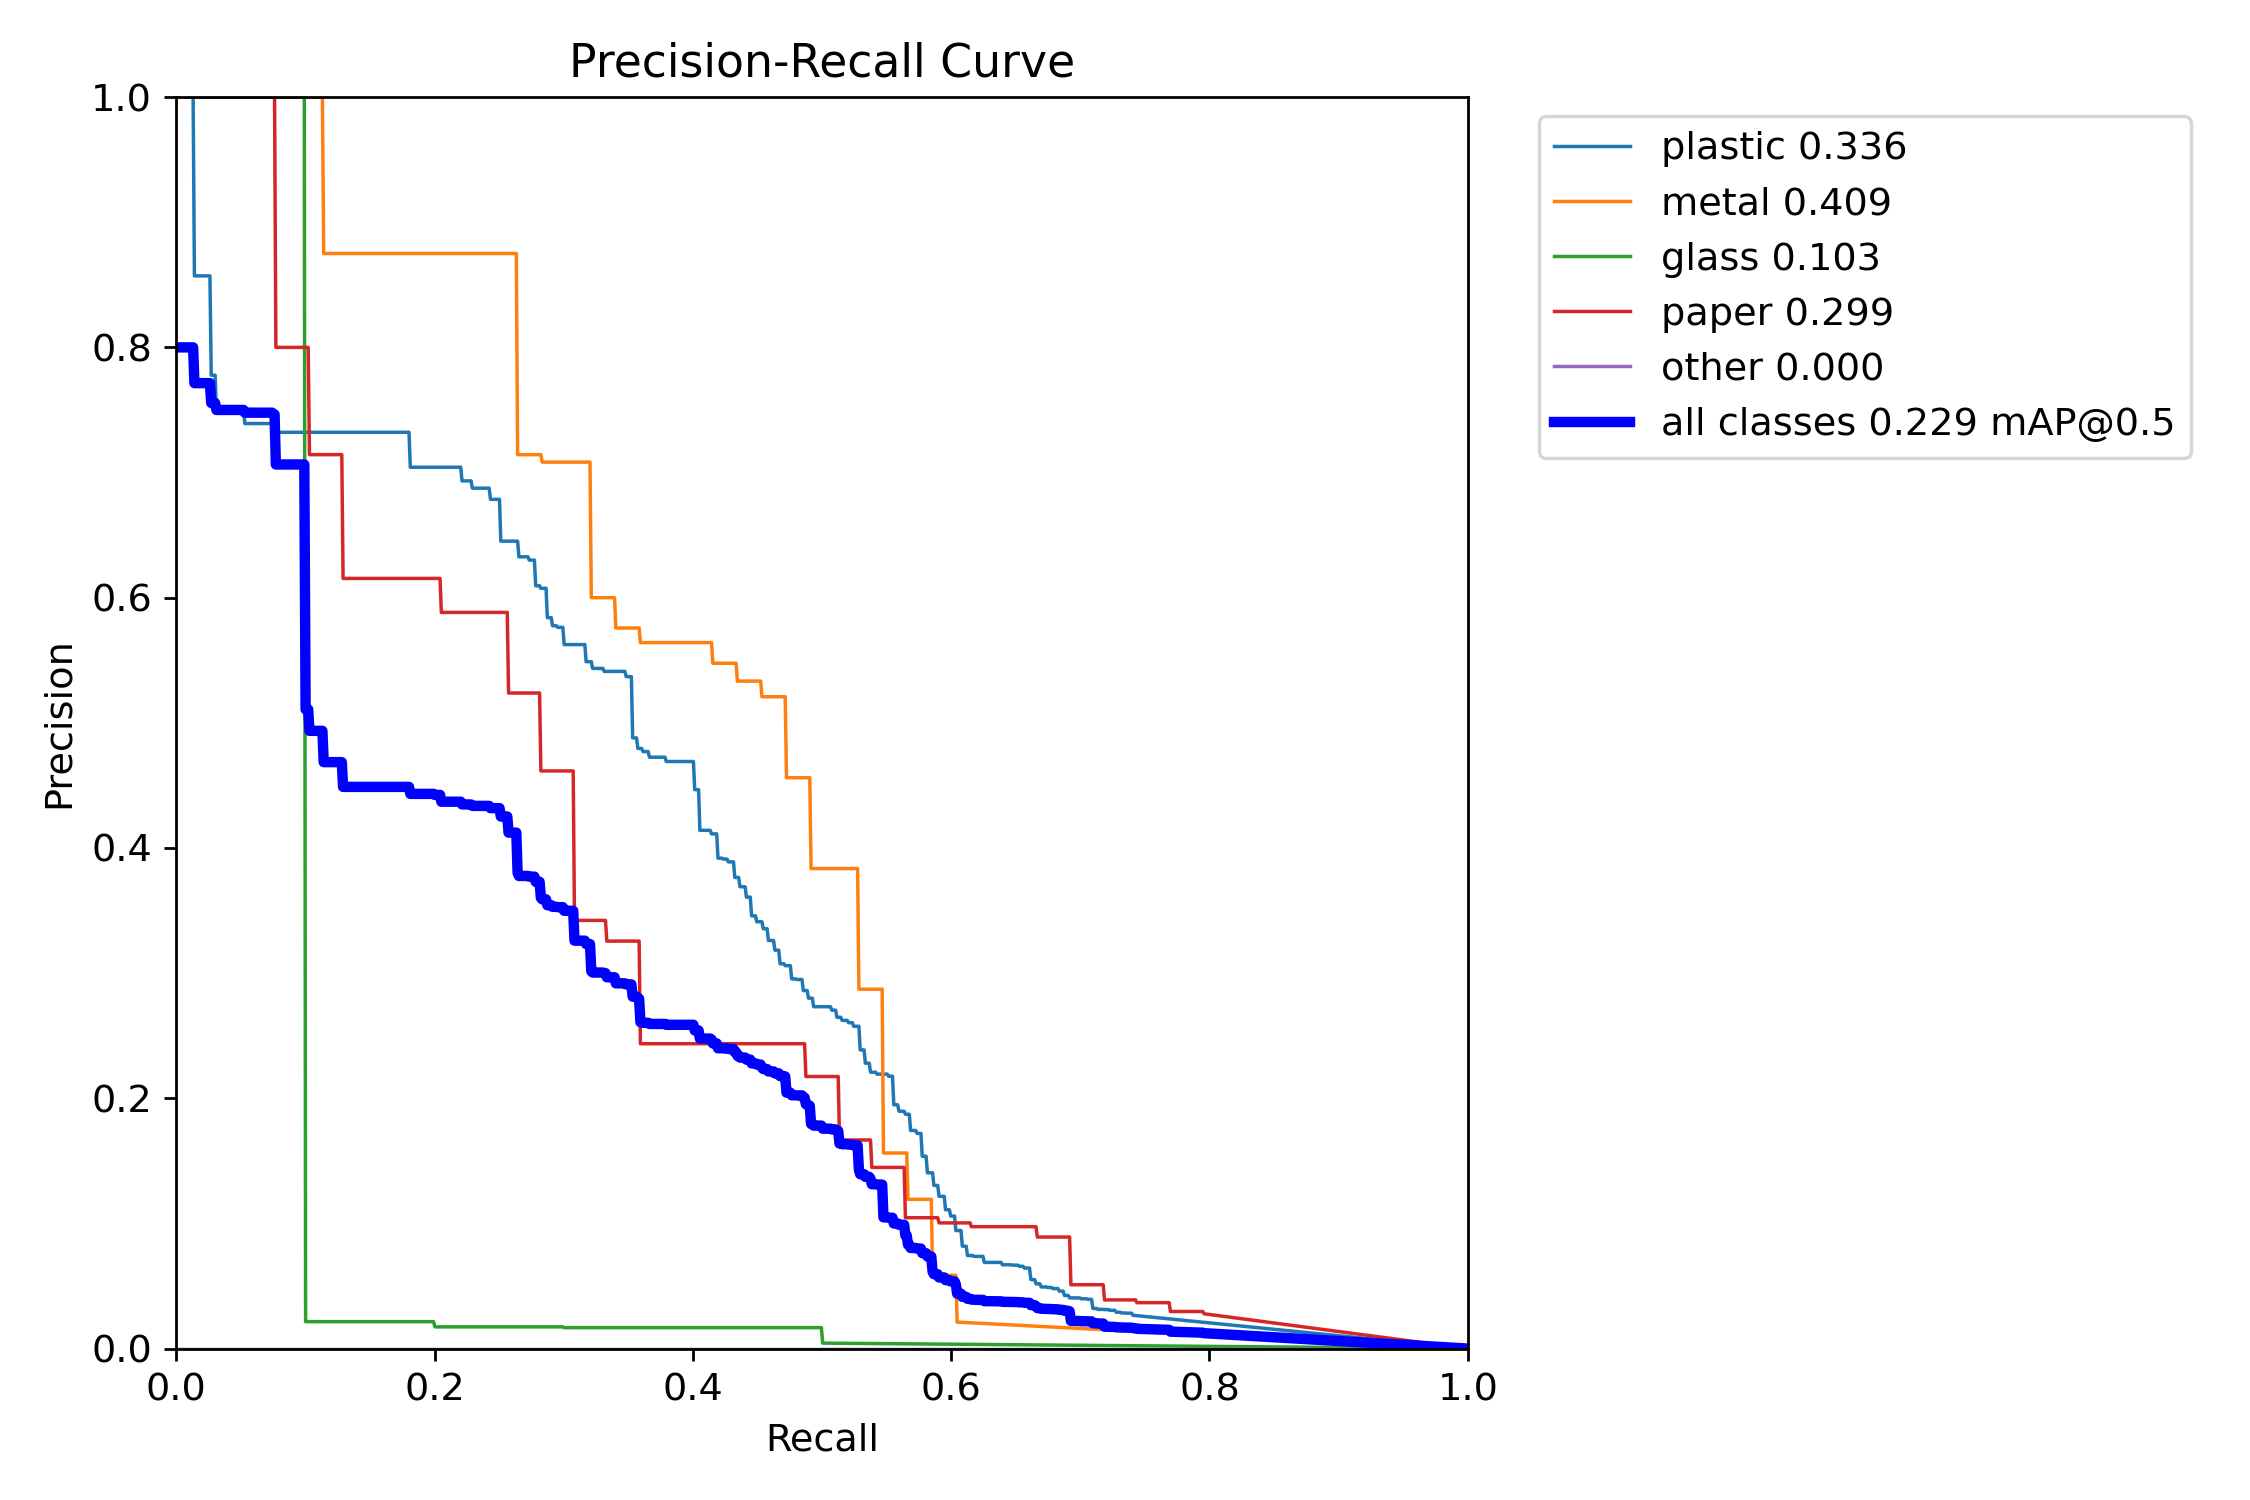 Precision-Recall Curve
1.0
0.8
0.6
0.4
0.2
0.0
Precision
0.0 0.2 0.4 0.6 0.8 1.0
Recall
plastic 0.336
metal 0.409
glass 0.103
paper 0.299
other 0.000
all classes 0.229 mAP@0.5